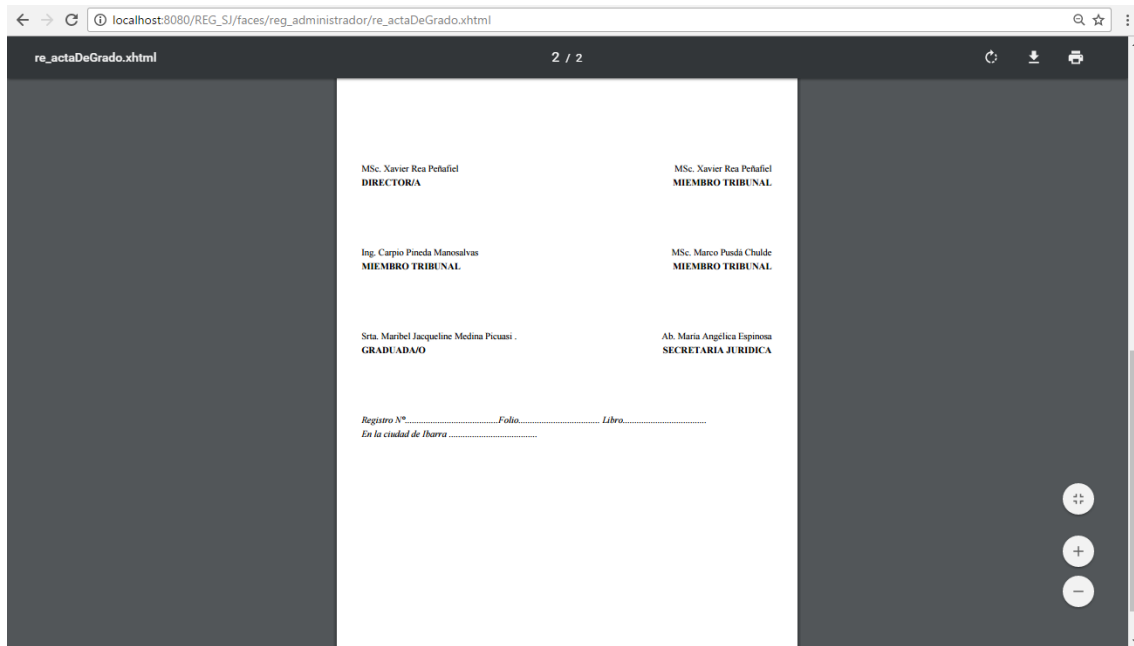 localhost:8080/REG_SJ/faces/reg_administrador/re_actaDeGrado.xhtml
re_actaDeGrado.xhtml 2 / 2
MSc. Xavier Rea Peñafiel MSc. Xavier Rea Peñafiel
DIRECTOR/A MIEMBRO TRIBUNAL
Ing. Carpio Pineda Manosalvas MSc. Marco Pusdá Chulde
MIEMBRO TRIBUNAL MIEMBRO TRIBUNAL
Srta. Maribel Jacqueline Medina Picuasi . Ab. María Angélica Espinosa
GRADUADA/O SECRETARIA JURIDICA
Registro Nº....................................Folio............................... Libro................................
En la ciudad de Ibarra ..................................